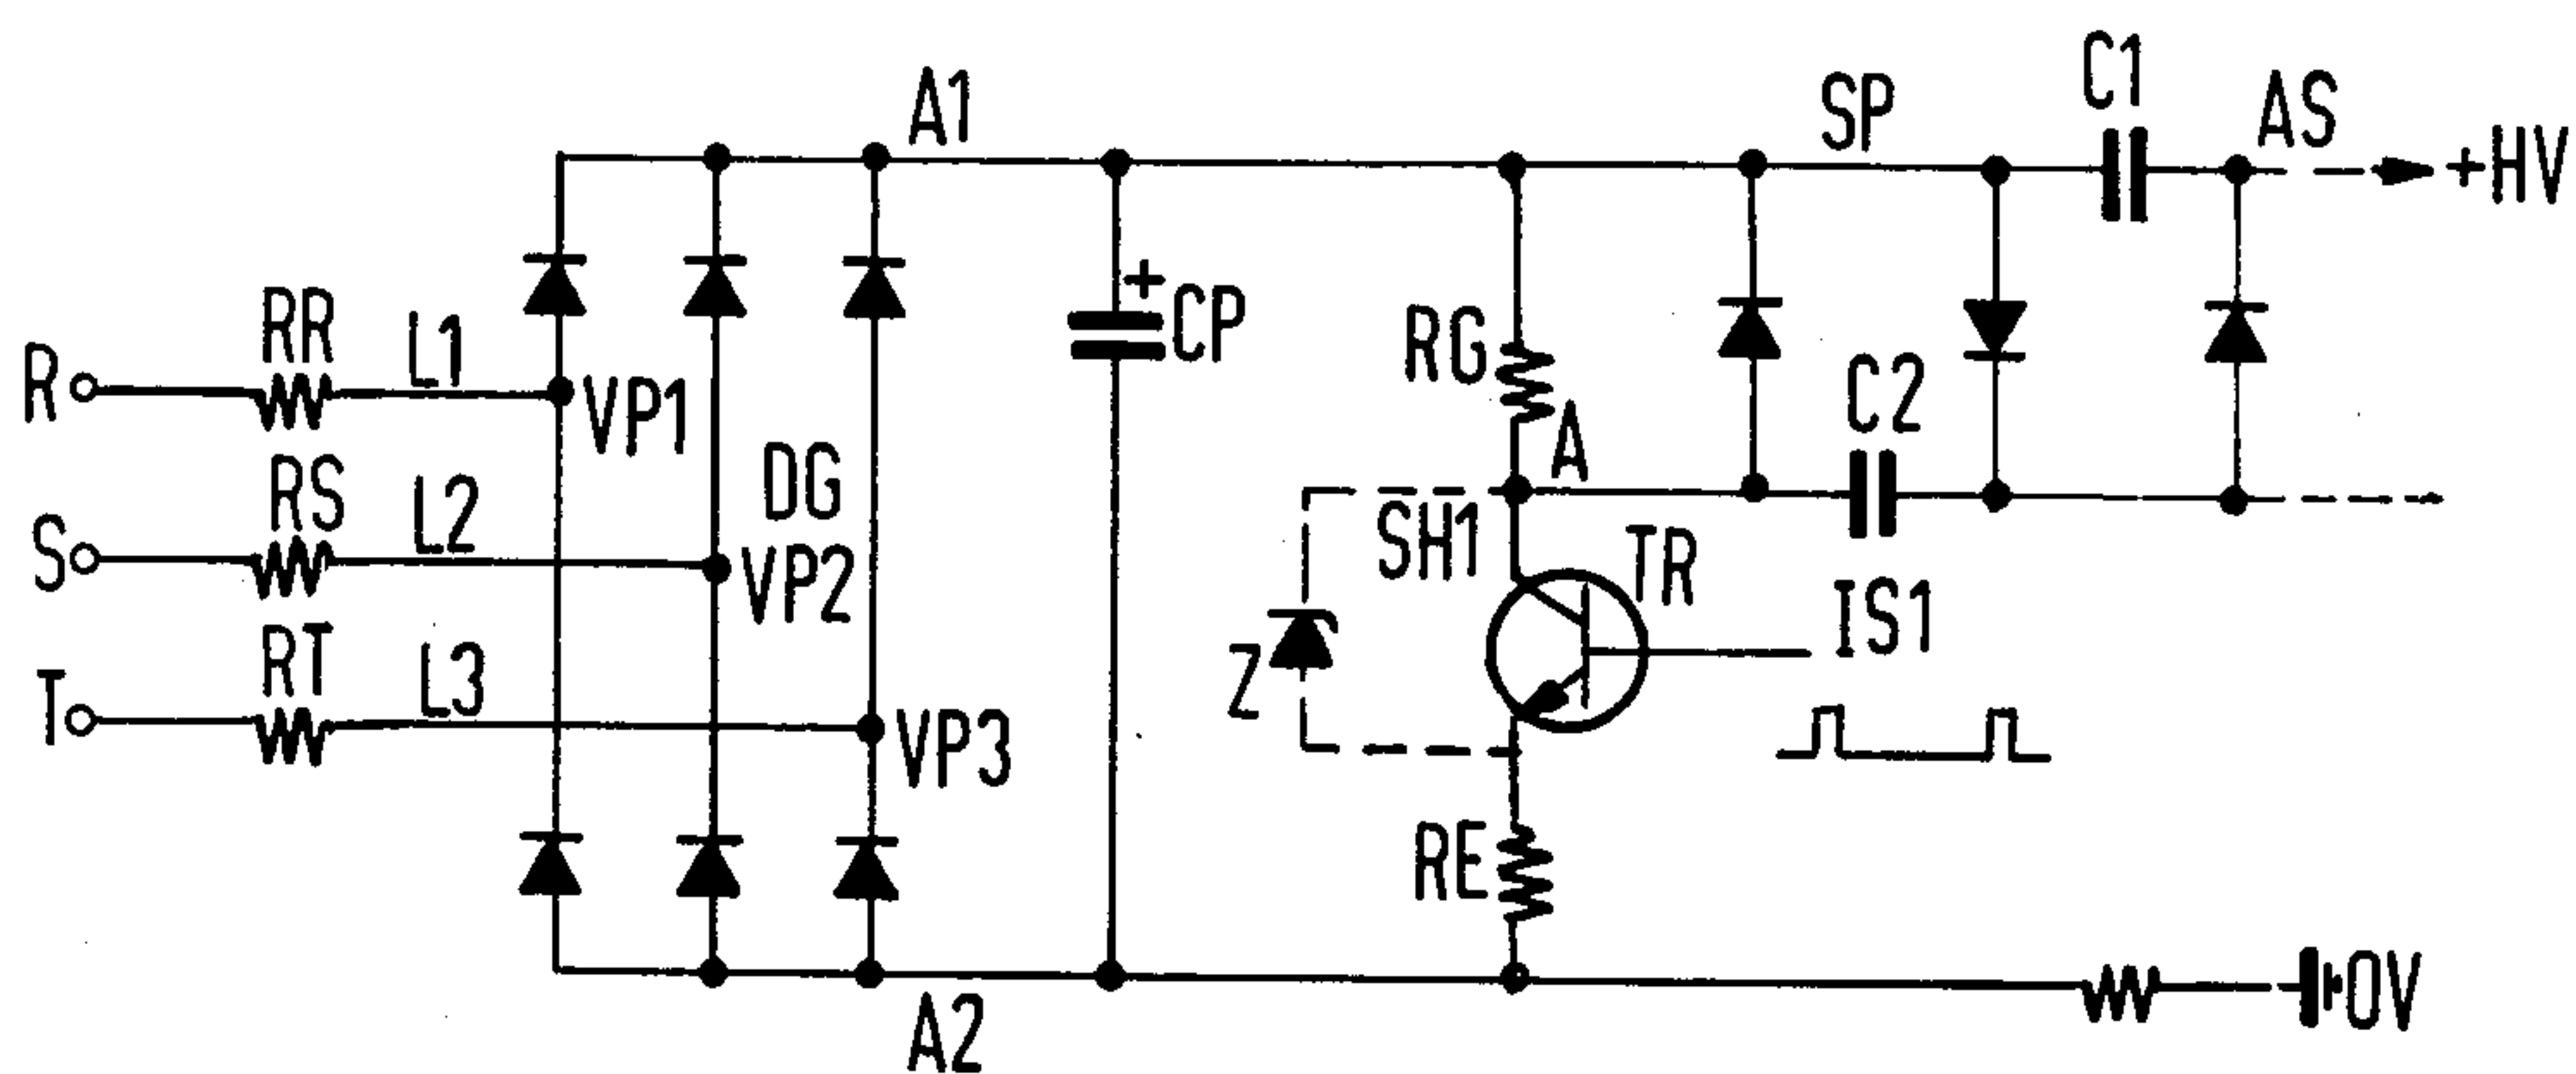 A1
SP
C1
AS
+HV
R
RR
L1
VP1
+
CP
RG
A
C2
S
RS
L2
DG
VP2
SH1
TR
IS1
T
RT
L3
VP3
Z
RE
A2
0V